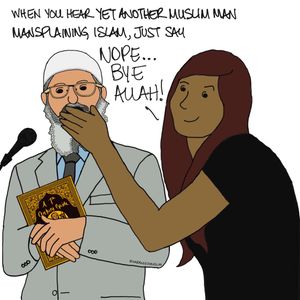 WHEN YOU HEAR YET ANOTHER MUSLIM MAN
MANSPLAINING ISLAM, JUST SAY
NOPE...
BYE
ALLAH!